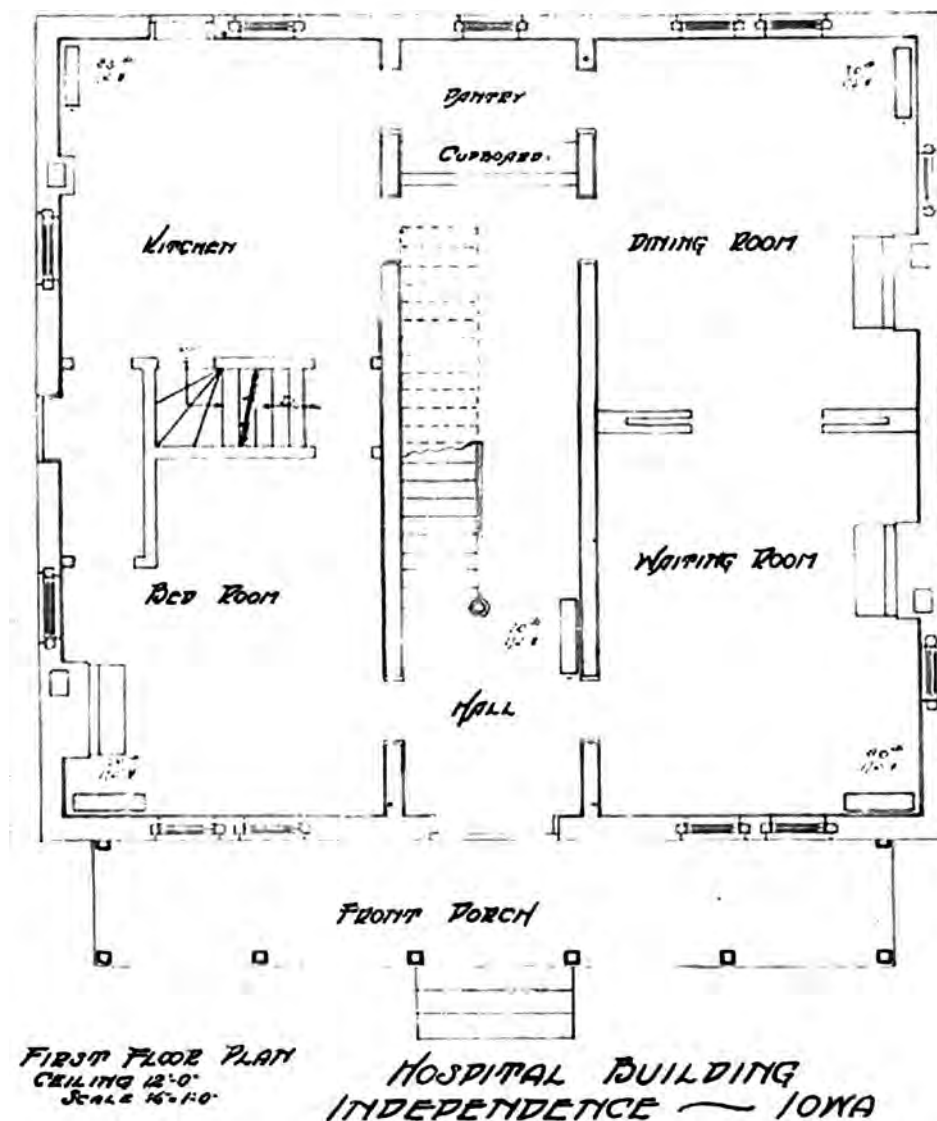 PANTRY
CUPBOARD.
KITCHEN
DINING ROOM
WAITING ROOM
BED ROOM
HALL
FRONT PORCH
FIRST FLOOR PLAN
CEILING 12'-0"
SCALE
HOSPITAL BUILDING
INDEPENDENCE — IOWA